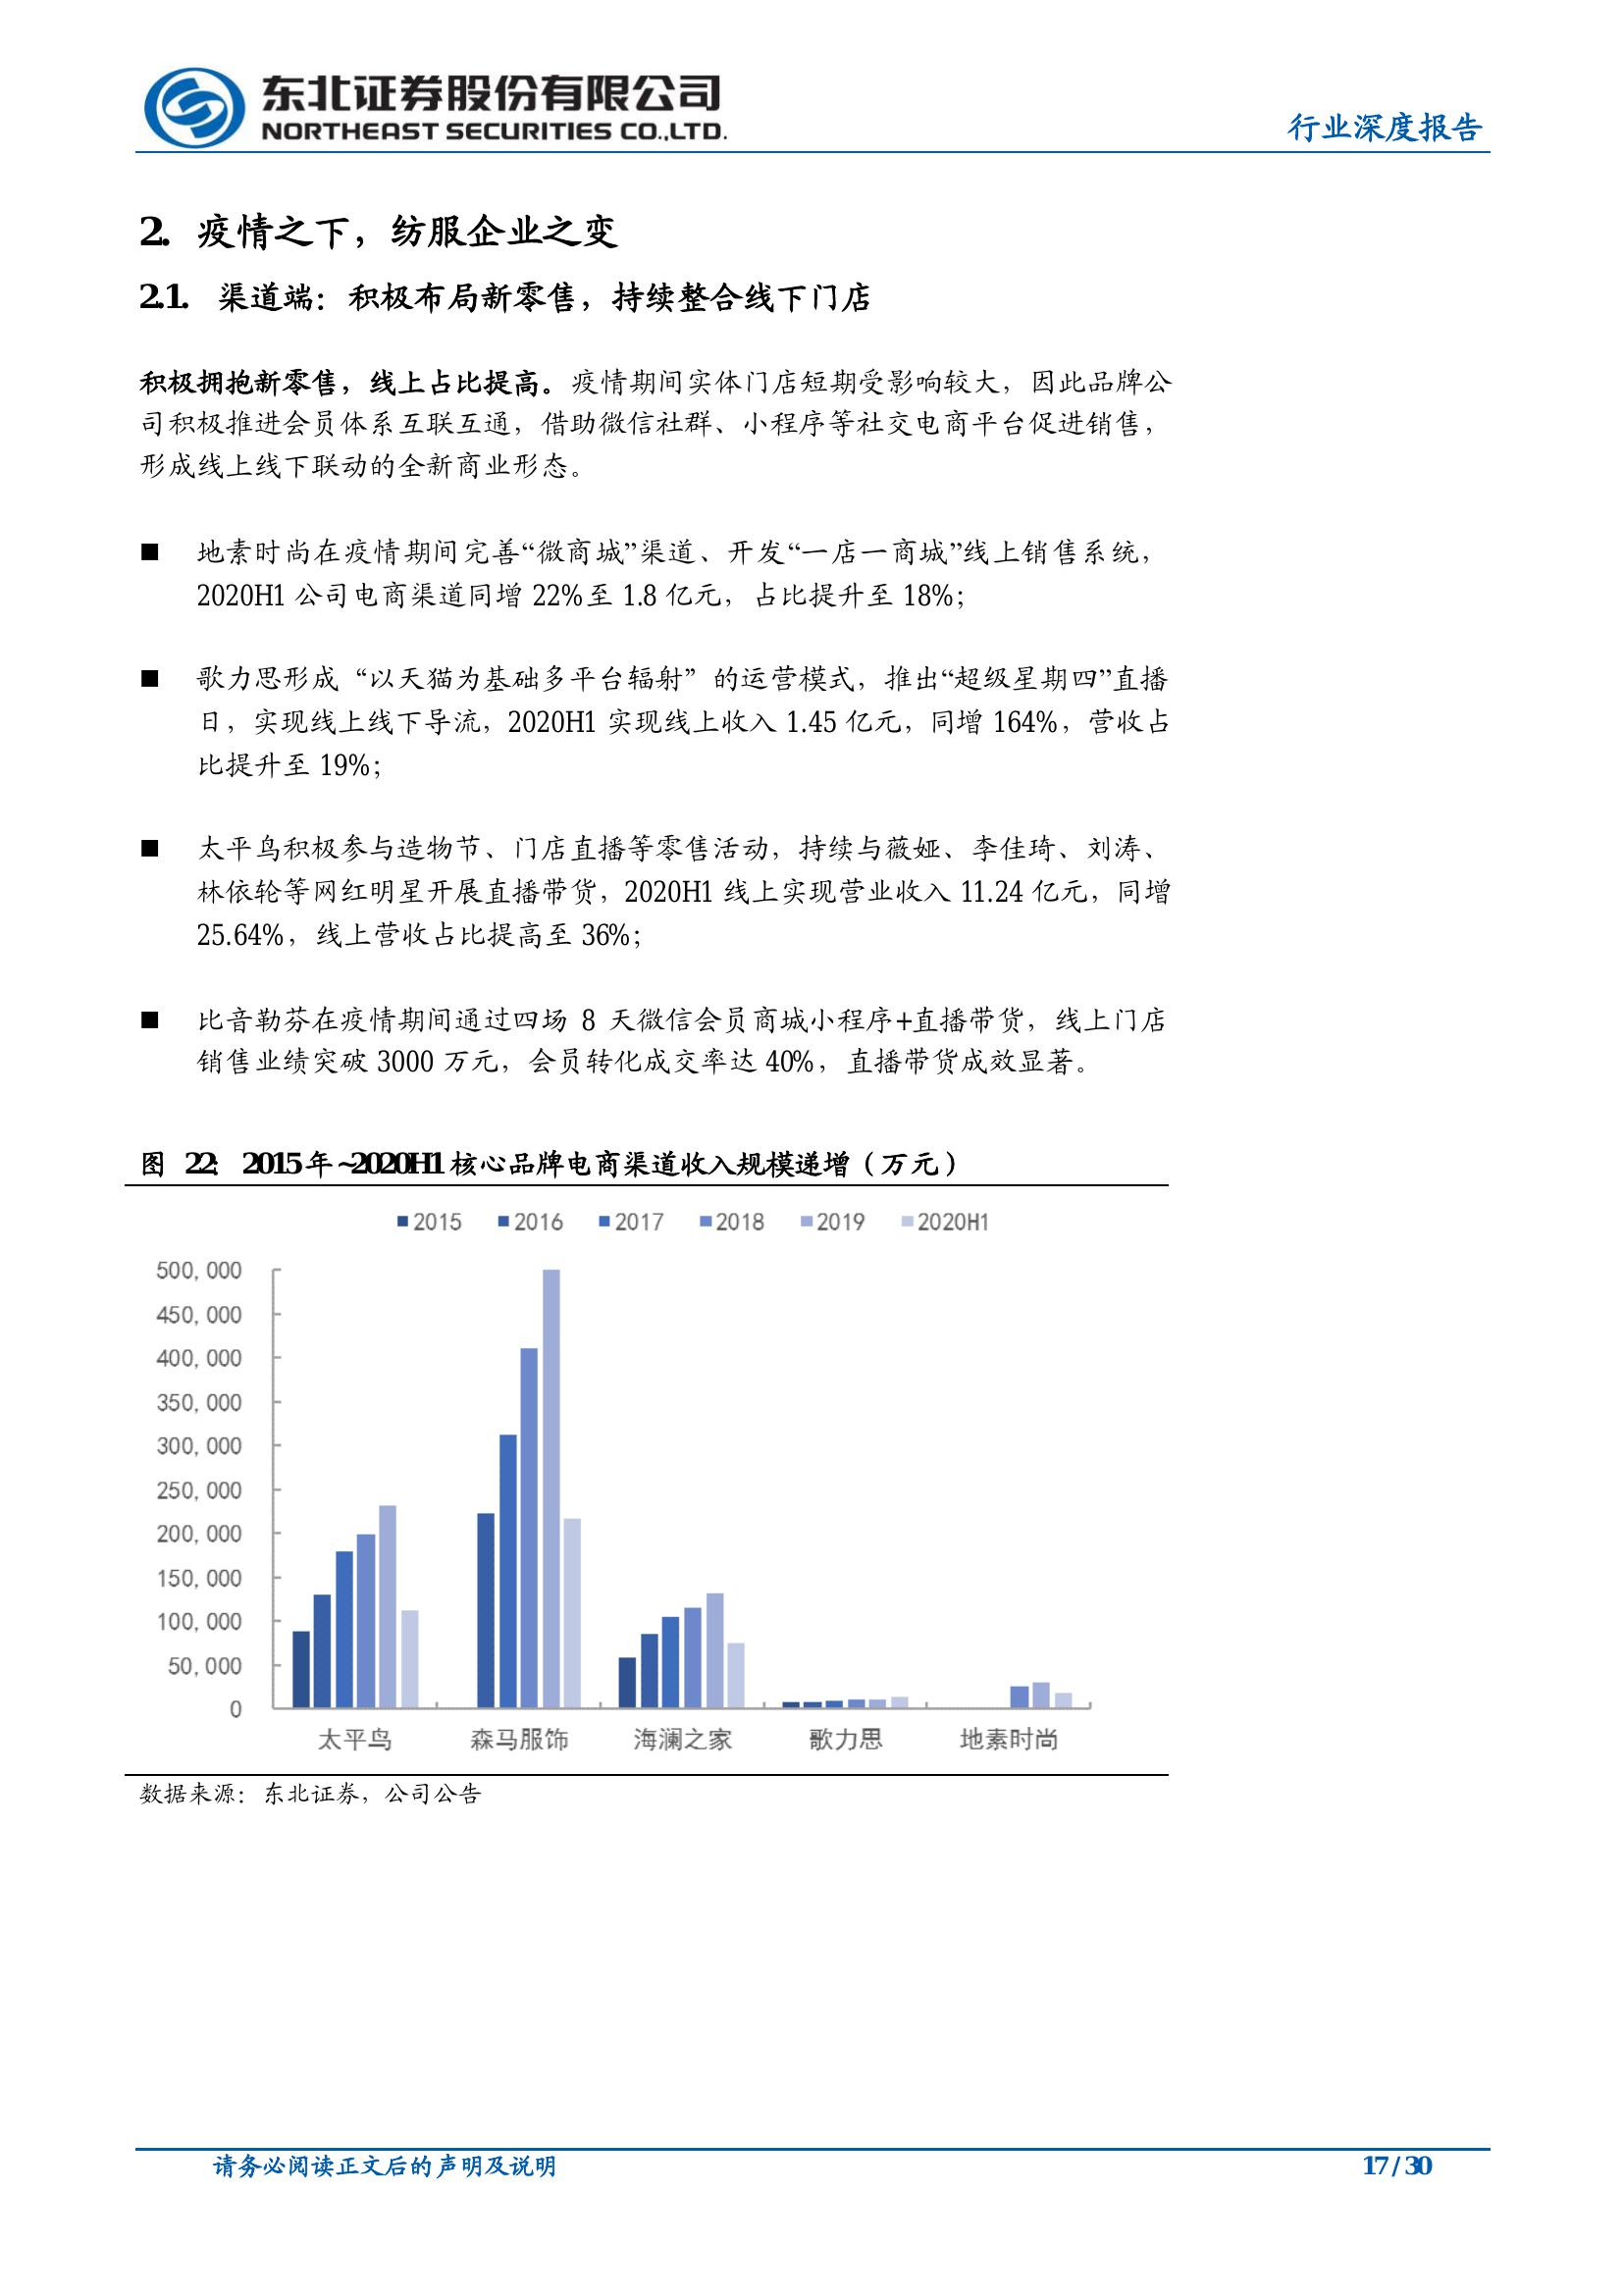 东北证券股份有限公司
NORTHEAST SECURITIES CO.,LTD.
行业深度报告
2. 疫情之下，纺服企业之变
2.1. 渠道端：积极布局新零售，持续整合线下门店
积极拥抱新零售，线上占比提高。疫情期间实体门店短期受影响较大，因此品牌公
司积极推进会员体系互联互通，借助微信社群、小程序等社交电商平台促进销售，
形成线上线下联动的全新商业形态。
■ 地素时尚在疫情期间完善“微商城”渠道、开发“一店一商城”线上销售系统，
2020H1 公司电商渠道同增 22%至 1.8 亿元，占比提升至 18%；
■ 歌力思形成“以天猫为基础多平台辐射”的运营模式，推出“超级星期四”直播
日，实现线上线下导流，2020H1 实现线上收入 1.45 亿元，同增 164%，营收占
比提升至 19%；
■ 太平鸟积极参与造物节、门店直播等零售活动，持续与薇娅、李佳琦、刘涛、
林依轮等网红明星开展直播带货，2020H1 线上实现营业收入 11.24 亿元，同增
25.64%，线上营收占比提高至 36%；
■ 比音勒芬在疫情期间通过四场 8 天微信会员商城小程序+直播带货，线上门店
销售业绩突破 3000 万元，会员转化成交率达 40%，直播带货成效显著。
图 22：2015 年~2020H1 核心品牌电商渠道收入规模递增（万元）
2015 2016 2017 2018 2019 2020H1
500,000
450,000
400,000
350,000
300,000
250,000
200,000
150,000
100,000
50,000
0
太平鸟 森马服饰 海澜之家 歌力思 地素时尚
数据来源：东北证券，公司公告
请务必阅读正文后的声明及说明 17 / 30